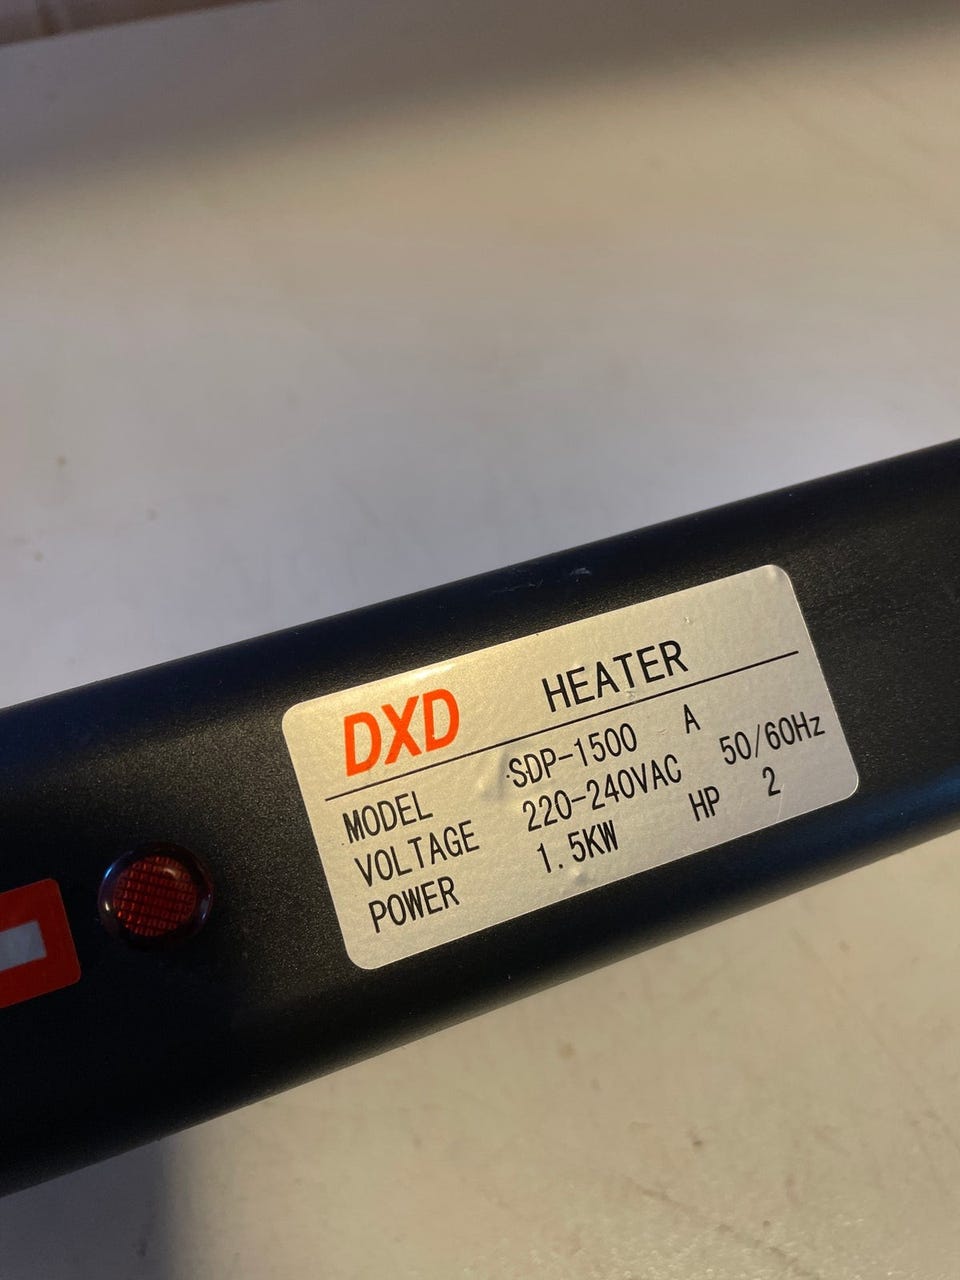 DXD HEATER
MODEL SDP-1500 A
VOLTAGE 220-240VAC 50/60Hz
POWER 1.5KW HP 2